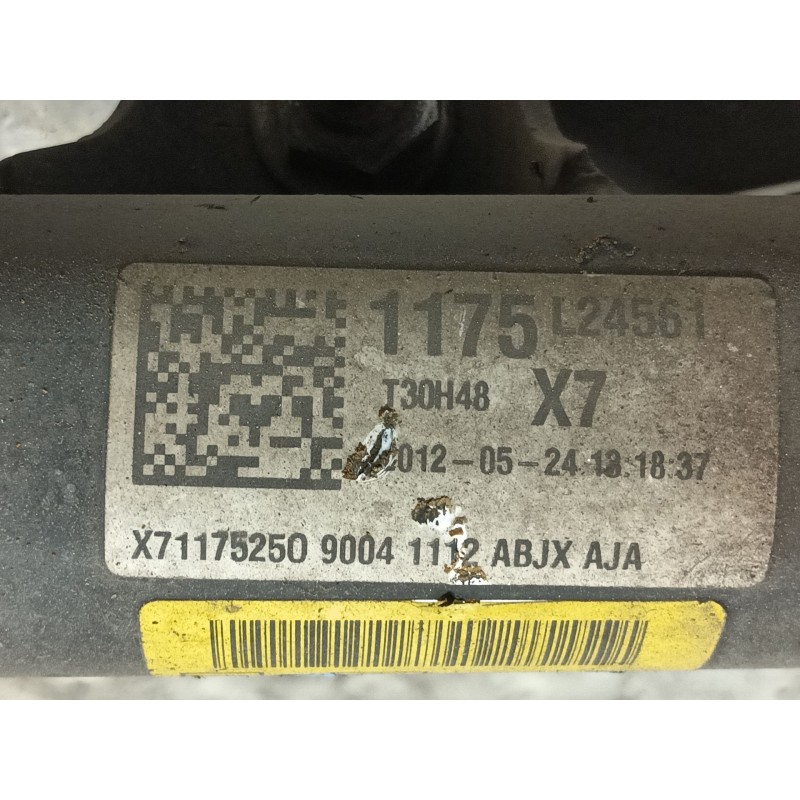 1175 L24561
T30H48 X7
2012-05-24 13:18:37
X71175250 9004 1112 ABJX AJA